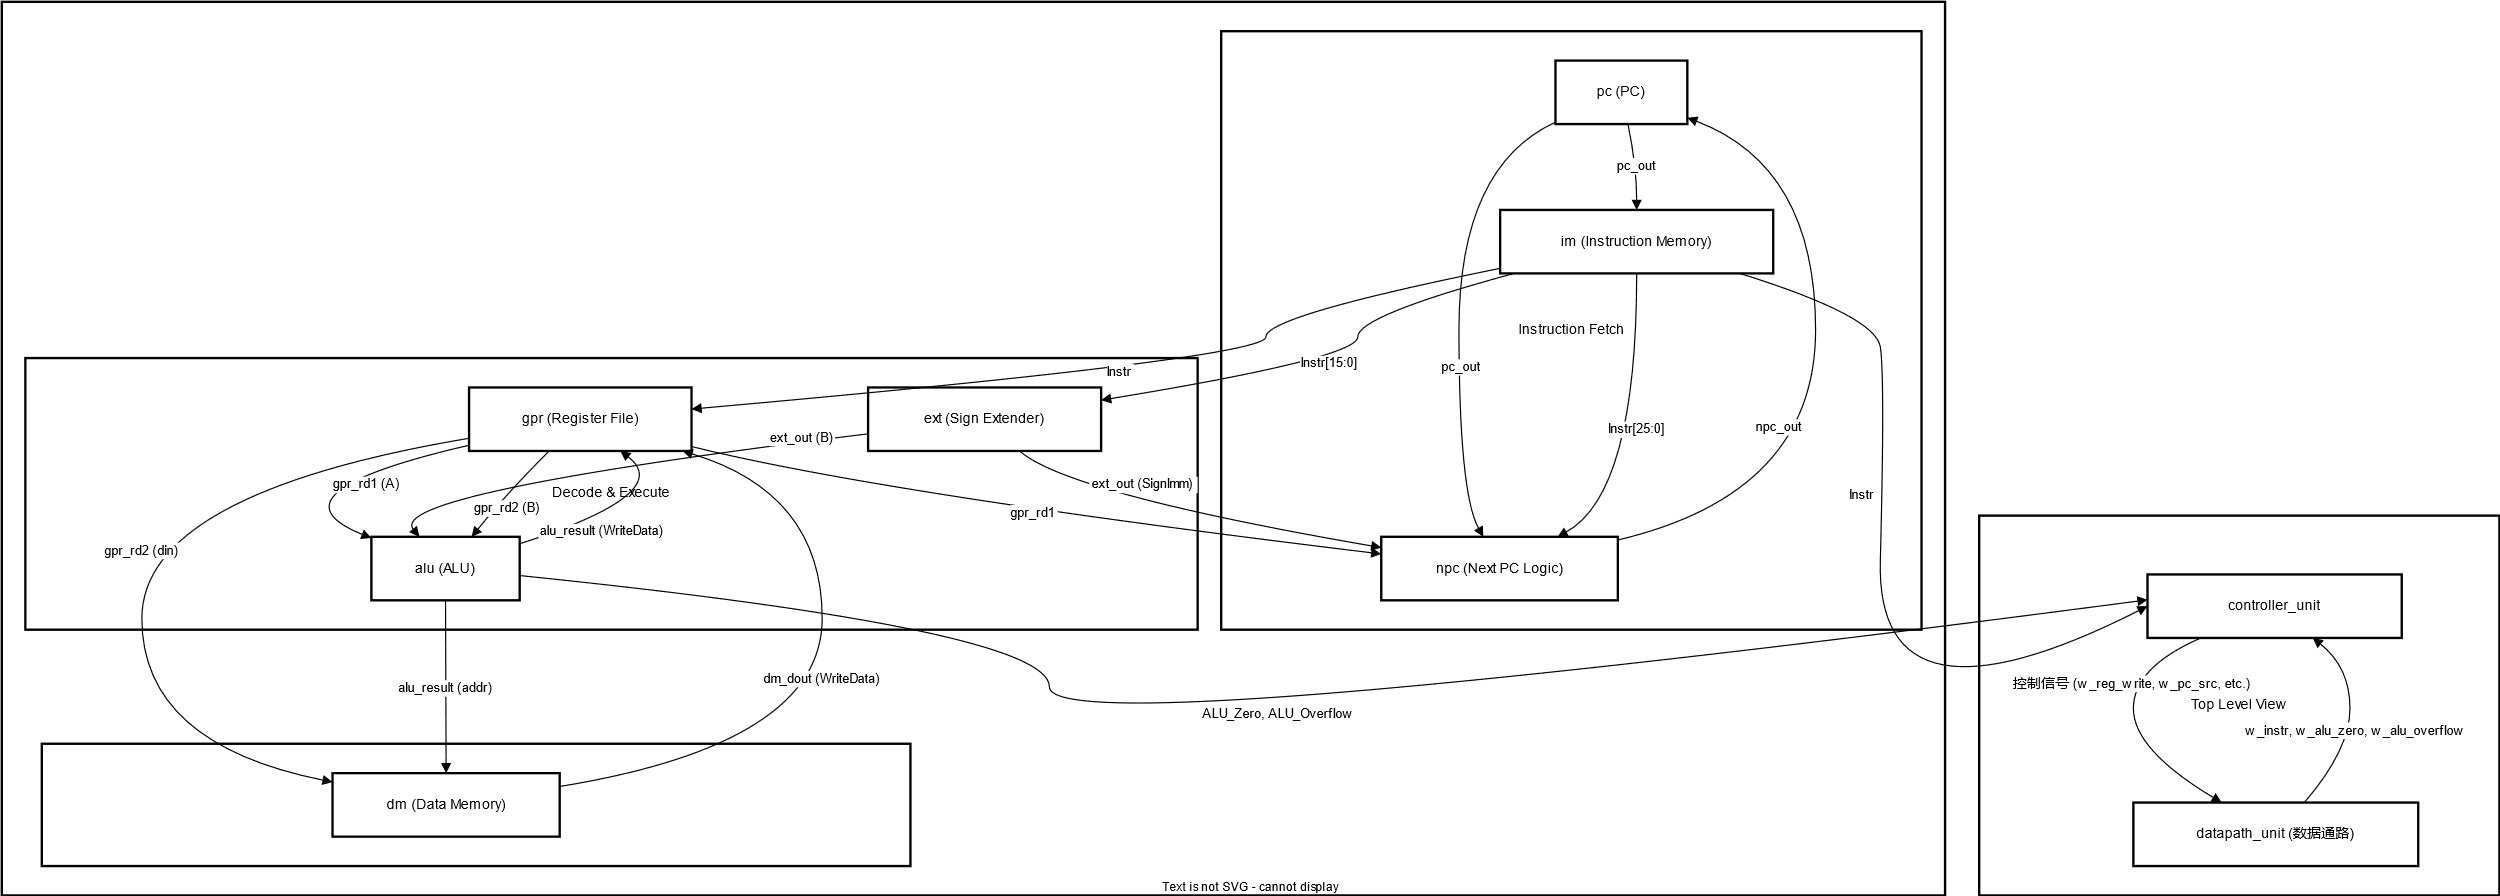 pc (PC)
pc_out
im (Instruction Memory)
Instruction Fetch
Instr
Instr[15:0]
pc_out
gpr (Register File)
ext (Sign Extender)
Instr[25:0]
npc_out
ext_out (B)
gpr_rd1 (A)
Decode & Execute
ext_out (SignImm)
Instr
gpr_rd2 (B)
gpr_rd1
alu_result (WriteData)
gpr_rd2 (din)
alu (ALU)
npc (Next PC Logic)
controller_unit
dm_dout (WriteData)
alu_result (addr)
控制信号 (w_reg_write, w_pc_src, etc.)
Top Level View
ALU_Zero, ALU_Overflow
w_instr, w_alu_zero, w_alu_overflow
dm (Data Memory)
datapath_unit (数据通路)
Text is not SVG - cannot display